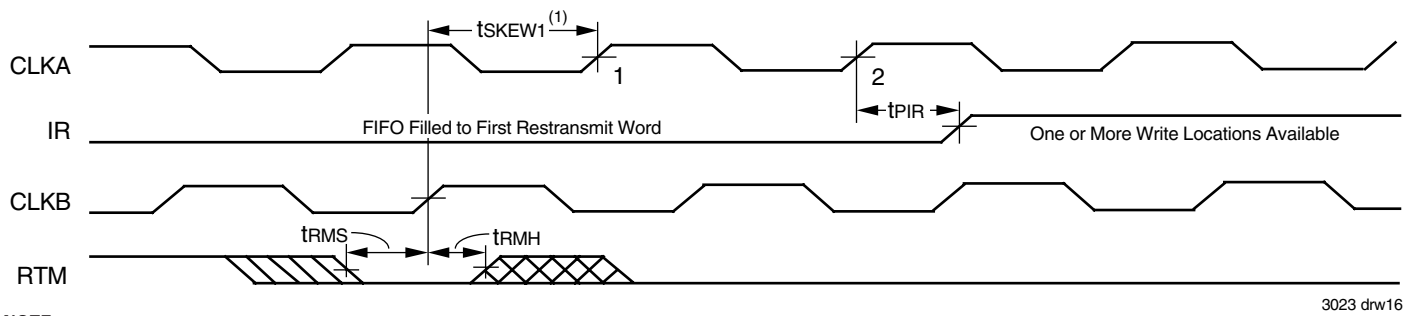 tSKEW1 (1)
CLKA
1
2
tPIR
IR
FIFO Filled to First Restransmit Word
One or More Write Locations Available
CLKB
tRMS
tRMH
RTM
3023 drw16